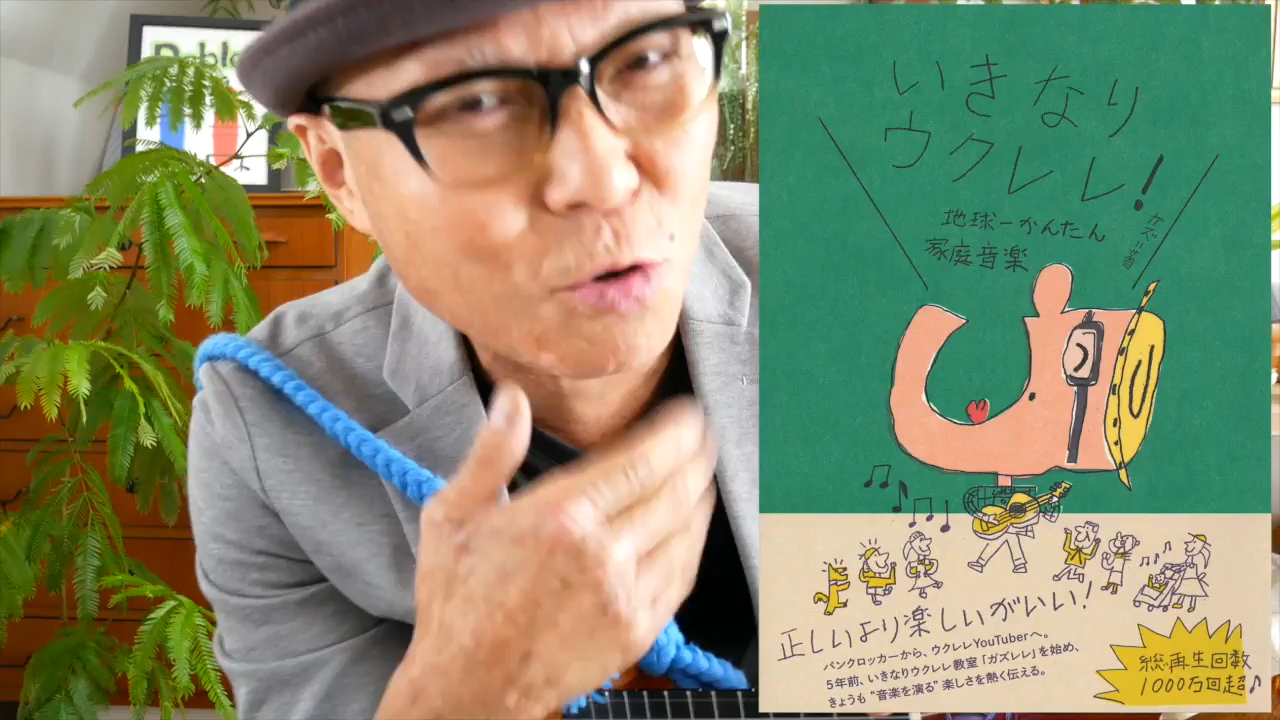 Pablo
いきなり
ウクレレ!
地球一かんたん
家庭音楽
ガズ 著
正しいより楽しいがいい!
パンクロッカーから、ウクレレYouTuberへ。
5年前、いきなりウクレレ教室「ガズレレ」を始め、
きょうも“音楽を演る”楽しさを熱く伝える。
総再生回数
1000万回超♪